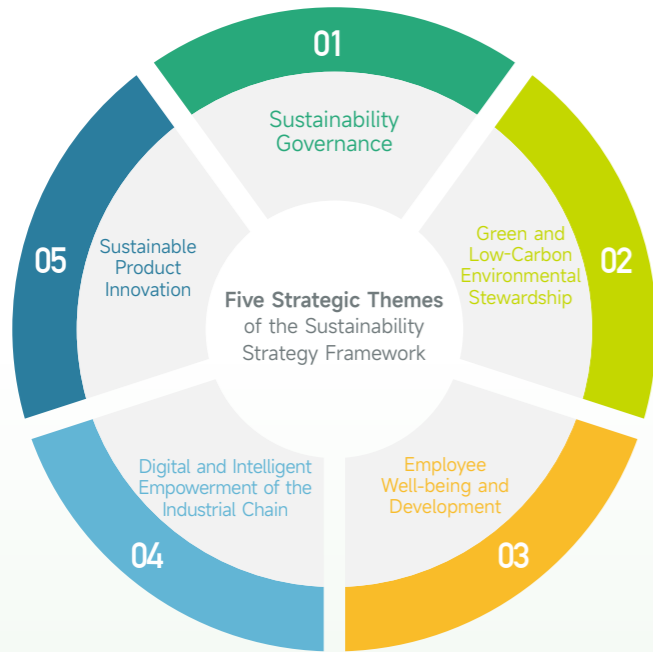 01
Sustainability
Governance
02
Green and
Low-Carbon
Environmental
Stewardship
03
Employee
Well-being and
Development
04
Digital and Intelligent
Empowerment of the
Industrial Chain
05
Sustainable
Product
Innovation
Five Strategic Themes
of the Sustainability
Strategy Framework